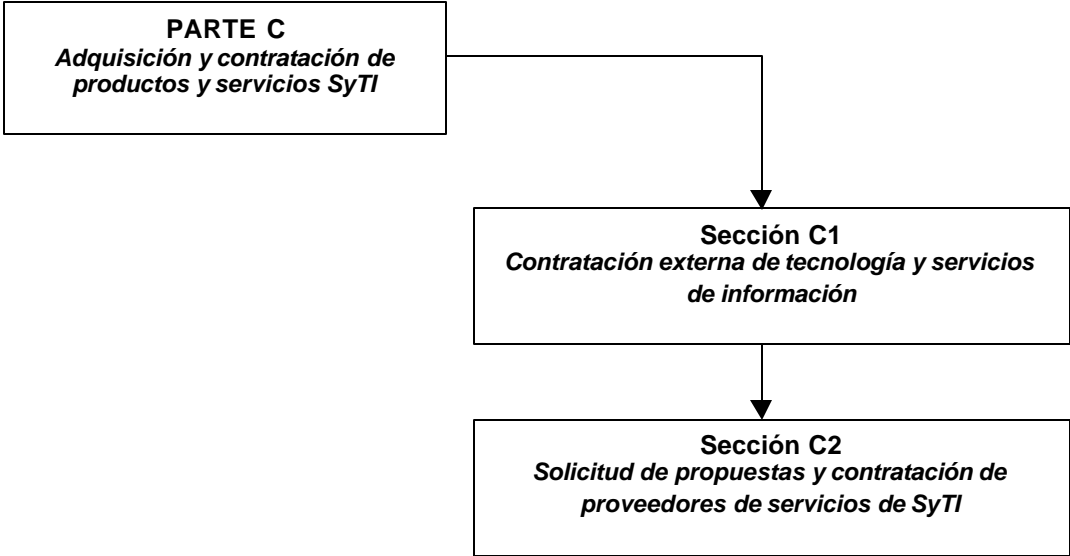 PARTE C
Adquisición y contratación de
productos y servicios SyTI
Sección C1
Contratación externa de tecnología y servicios
de información
Sección C2
Solicitud de propuestas y contratación de
proveedores de servicios de SyTI